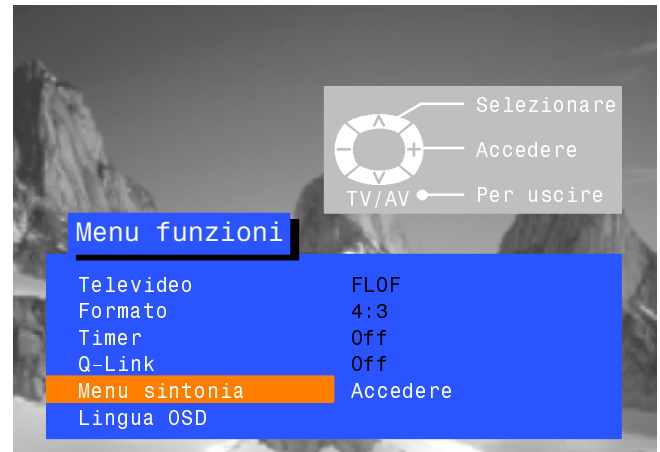 Selezionare
Accedere
TV/AV Per uscire
Menu funzioni
Televideo FLOF
Formato 4:3
Timer Off
Q-Link Off
Menu sintonia Accedere
Lingua OSD